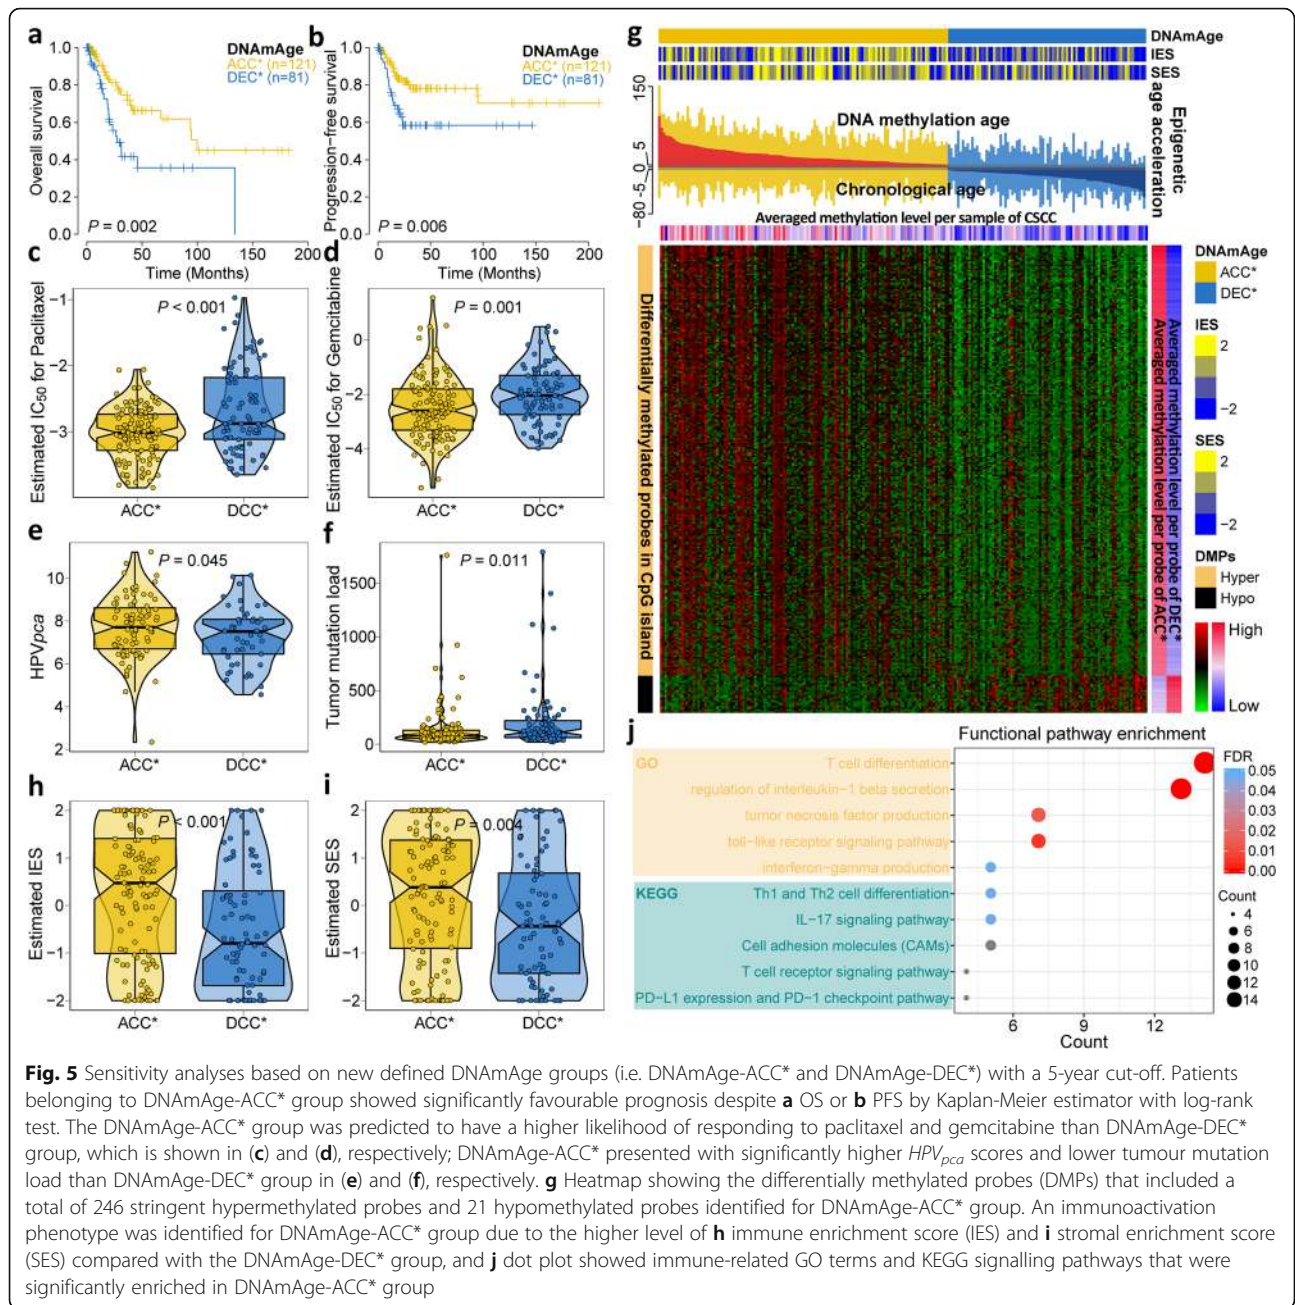 a
1.0
0.8
0.6
0.4
0.2
0.0
Overall survival
DNAmAge
ACC* (n=121)
DEC* (n=81)
P = 0.002
0 50 100 150 200
Time (Months)
b
1.0
0.8
0.6
0.4
0.2
0.0
Progression-free survival
DNAmAge
ACC* (n=121)
DEC* (n=81)
P = 0.006
0 50 100 150 200
Time (Months)
c
Estimated IC50 for Paclitaxel
−1
−2
−3
P < 0.001
ACC* DCC*
d
Estimated IC50 for Gemcitabine
0
−2
−4
P = 0.001
ACC* DCC*
e
HPVpca
10
8
6
4
2
P = 0.045
ACC* DCC*
f
Tumor mutation load
1500
1000
500
0
P = 0.011
ACC* DCC*
g
DNAmAge
IES
SES
150
5
0
−5
−80
DNA methylation age
Chronological age
Epigenetic
age acceleration
Averaged methylation level per sample of CSCC
Differentially methylated probes in CpG island
Averaged methylation level per probe of ACC*
Averaged methylation level per probe of DEC*
DNAmAge
ACC*
DEC*
IES
2
−2
SES
2
−2
DMPs
Hyper
Hypo
High
Low
h
Estimated IES
2
1
0
−1
−2
P < 0.001
ACC* DCC*
i
Estimated SES
2
1
0
−1
−2
P = 0.004
ACC* DCC*
j
Functional pathway enrichment
GO
T cell differentiation
regulation of interleukin−1 beta secretion
tumor necrosis factor production
toll−like receptor signaling pathway
interferon−gamma production
KEGG
Th1 and Th2 cell differentiation
IL−17 signaling pathway
Cell adhesion molecules (CAMs)
T cell receptor signaling pathway
PD−L1 expression and PD−1 checkpoint pathway
6 9 12
Count
FDR
0.05
0.04
0.03
0.02
0.01
0.00
Count
4
6
8
10
12
14
Fig. 5 Sensitivity analyses based on new defined DNAmAge groups (i.e. DNAmAge-ACC* and DNAmAge-DEC*) with a 5-year cut-off. Patients
belonging to DNAmAge-ACC* group showed significantly favourable prognosis despite a OS or b PFS by Kaplan-Meier estimator with log-rank
test. The DNAmAge-ACC* group was predicted to have a higher likelihood of responding to paclitaxel and gemcitabine than DNAmAge-DEC*
group, which is shown in (c) and (d), respectively; DNAmAge-ACC* presented with significantly higher HPVpca scores and lower tumour mutation
load than DNAmAge-DEC* group in (e) and (f), respectively. g Heatmap showing the differentially methylated probes (DMPs) that included a
total of 246 stringent hypermethylated probes and 21 hypomethylated probes identified for DNAmAge-ACC* group. An immunoactivation
phenotype was identified for DNAmAge-ACC* group due to the higher level of h immune enrichment score (IES) and i stromal enrichment score
(SES) compared with the DNAmAge-DEC* group, and j dot plot showed immune-related GO terms and KEGG signalling pathways that were
significantly enriched in DNAmAge-ACC* group